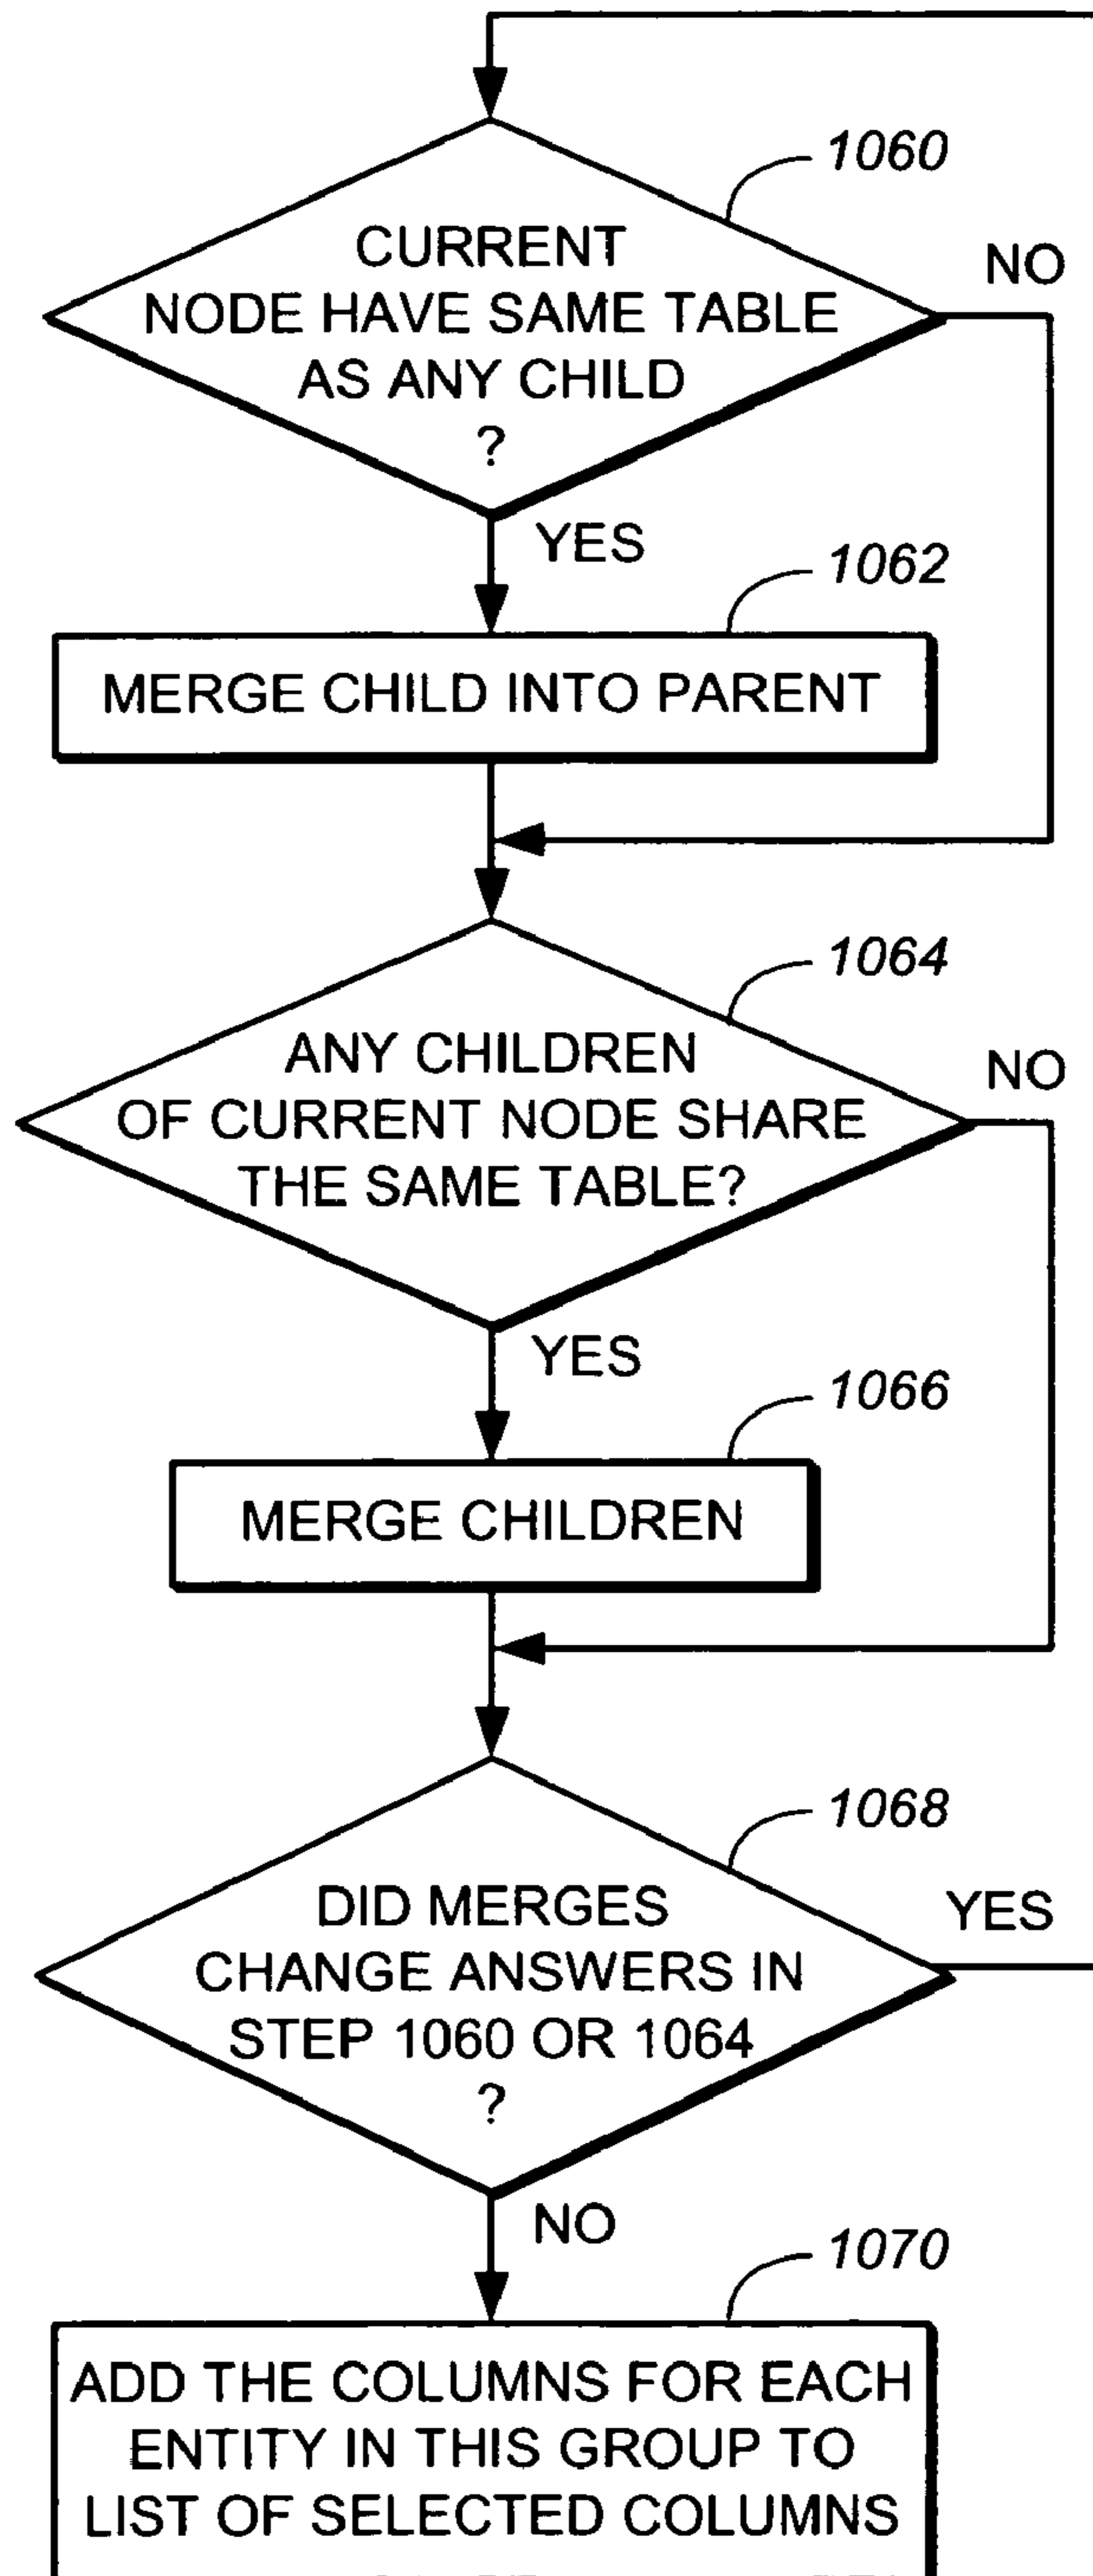 1060
CURRENT
NODE HAVE SAME TABLE
AS ANY CHILD
?
NO
YES
1062
MERGE CHILD INTO PARENT
1064
ANY CHILDREN
OF CURRENT NODE SHARE
THE SAME TABLE?
NO
YES
1066
MERGE CHILDREN
1068
DID MERGES
CHANGE ANSWERS IN
STEP 1060 OR 1064
?
YES
NO
1070
ADD THE COLUMNS FOR EACH
ENTITY IN THIS GROUP TO
LIST OF SELECTED COLUMNS